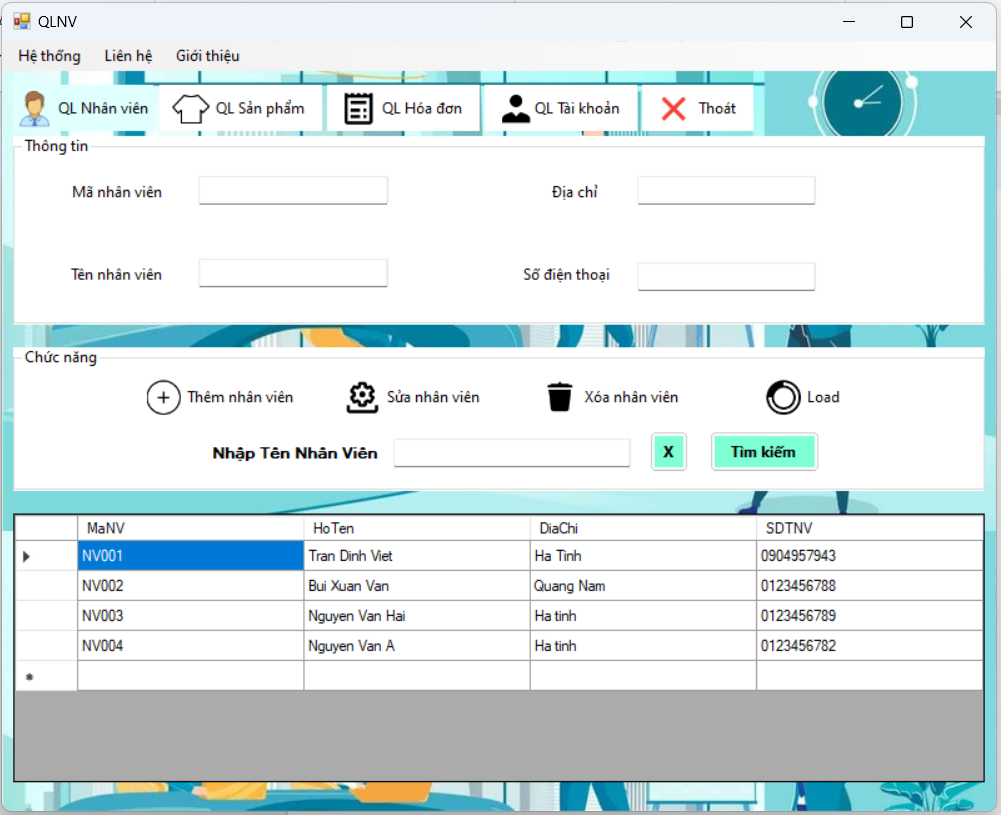 QLNV
Hệ thống Liên hệ Giới thiệu
QL Nhân viên QL Sản phẩm QL Hóa đơn QL Tài khoản Thoát
Thông tin
Mã nhân viên Địa chỉ
Tên nhân viên Số điện thoại
Chức năng
Thêm nhân viên Sửa nhân viên Xóa nhân viên Load
Nhập Tên Nhân Viên X Tìm kiếm
MaNV HoTen DiaChi SDTNV
NV001 Tran Dinh Viet Ha Tinh 0904957943
NV002 Bui Xuan Van Quang Nam 0123456788
NV003 Nguyen Van Hai Ha tinh 0123456789
NV004 Nguyen Van A Ha tinh 0123456782